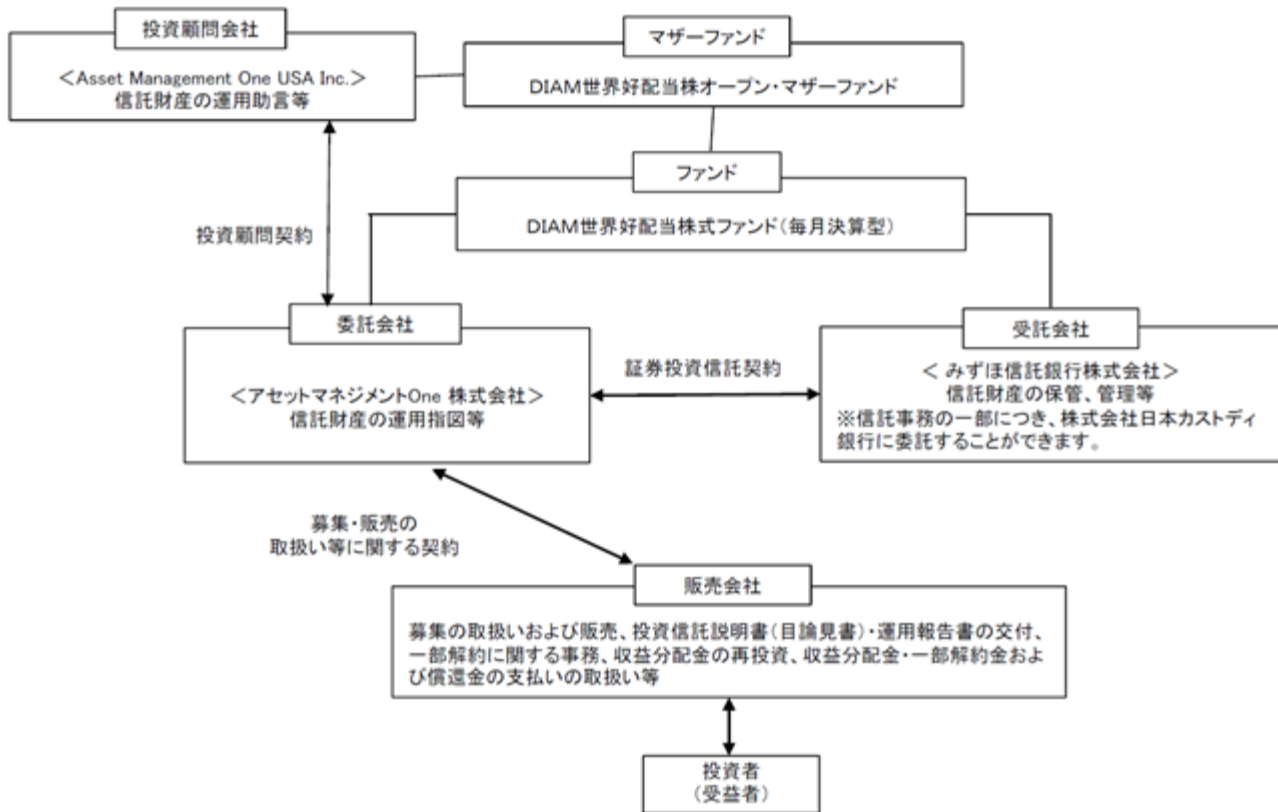 投資顧問会社
＜Asset Management One USA Inc.＞
信託財産の運用助言等
マザーファンド
DIAM世界好配当株オープン・マザーファンド
ファンド
DIAM世界好配当株式ファンド(毎月決算型)
投資顧問契約
委託会社
＜アセットマネジメントOne 株式会社＞
信託財産の運用指図等
証券投資信託契約
受託会社
＜ みずほ信託銀行株式会社＞
信託財産の保管、管理等
※信託事務の一部につき、株式会社日本カストディ
銀行に委託することができます。
募集・販売の
取扱い等に関する契約
販売会社
募集の取扱いおよび販売、投資信託説明書(目論見書)・運用報告書の交付、
一部解約に関する事務、収益分配金の再投資、収益分配金・一部解約金およ
び償還金の支払いの取扱い等
投資者
(受益者)